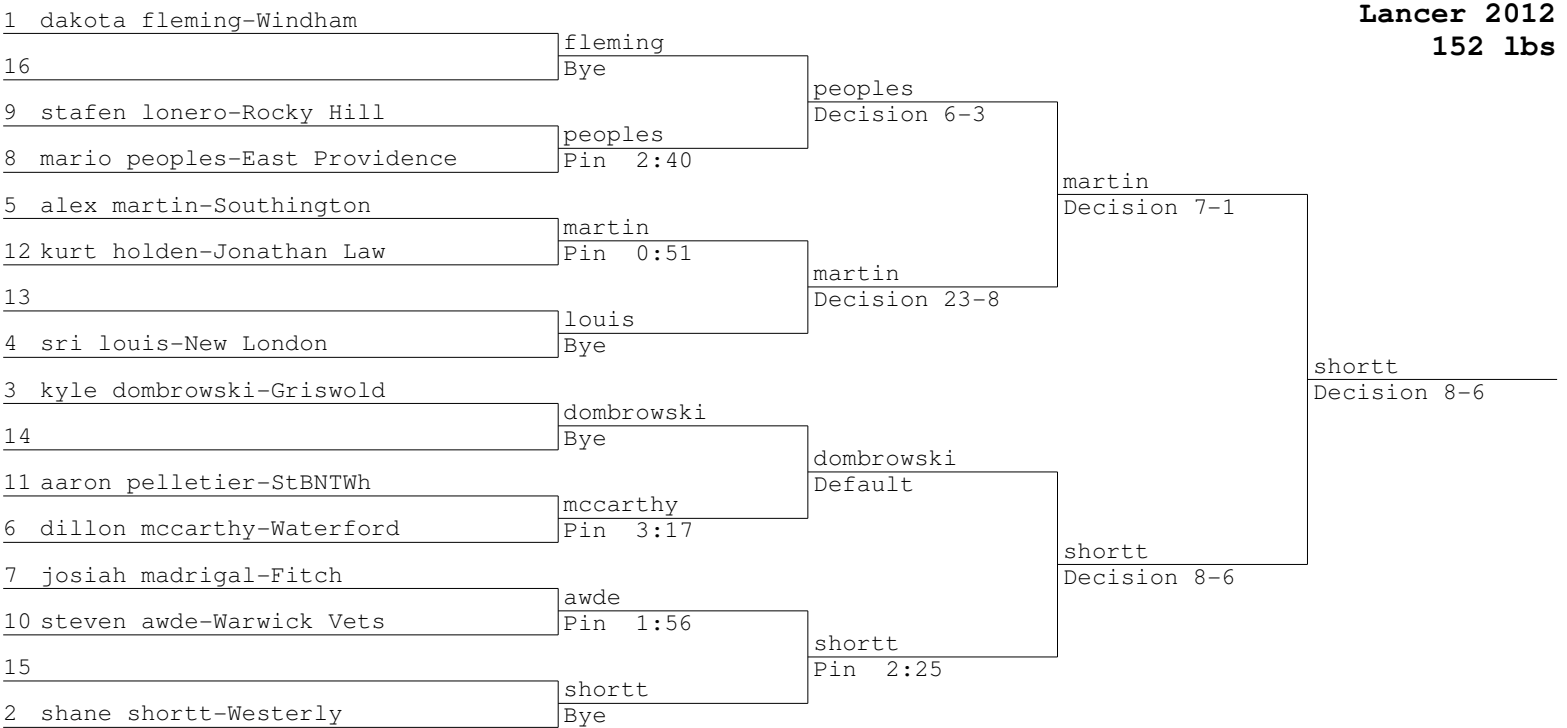 Lancer 2012
152 lbs
1 dakota fleming-Windham
16
9 stafen lonero-Rocky Hill
8 mario peoples-East Providence
5 alex martin-Southington
12 kurt holden-Jonathan Law
13
4 sri louis-New London
3 kyle dombrowski-Griswold
14
11 aaron pelletier-StBNTWh
6 dillon mccarthy-Waterford
7 josiah madrigal-Fitch
10 steven awde-Warwick Vets
15
2 shane shortt-Westerly
fleming
Bye
peoples
Pin 2:40
martin
Pin 0:51
louis
Bye
dombrowski
Bye
mccarthy
Pin 3:17
awde
Pin 1:56
shortt
Bye
peoples
Decision 6-3
martin
Decision 23-8
dombrowski
Default
shortt
Pin 2:25
martin
Decision 7-1
shortt
Decision 8-6
shortt
Decision 8-6